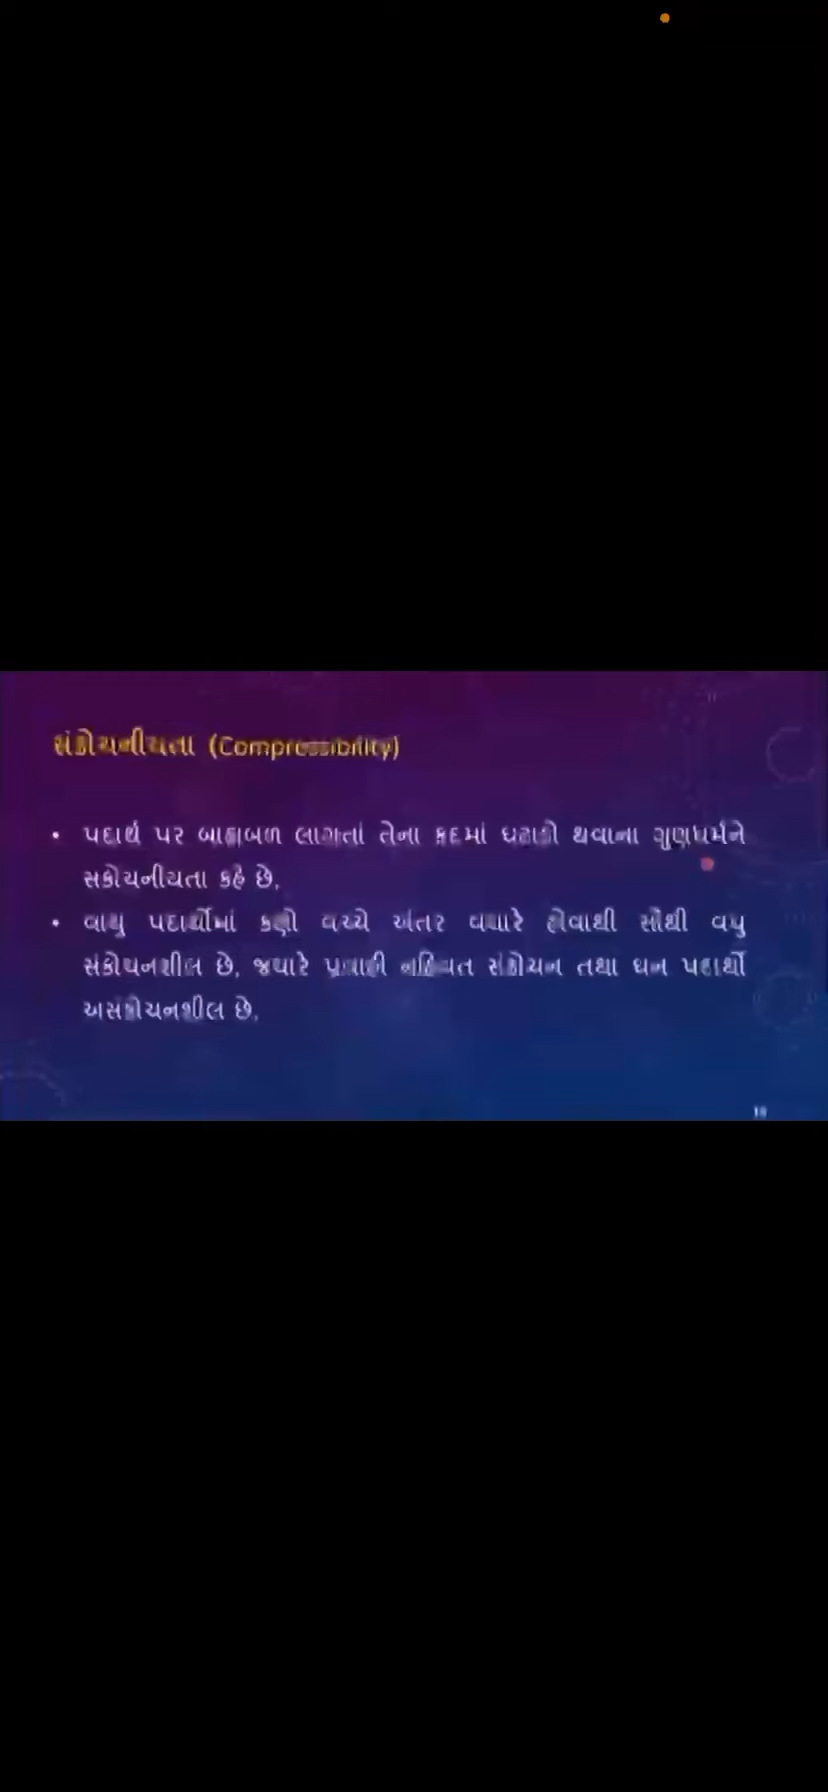 સંકોચનીયતા (Compressibility)
• પદાર્થ પર બાહ્યબળ લાગતાં તેના કદમાં ઘટાડો થવાના ગુણધર્મને
સકોચનીયતા કહે છે.
• વાયુ પદાર્થોમાં કણો વચ્ચે અંતર વધારે હોવાથી સૌથી વધુ
સંકોચનશીલ છે, જ્યારે પ્રવાહી નહિવત સંકોચન તથા ઘન પદાર્થો
અસંકોચનશીલ છે.